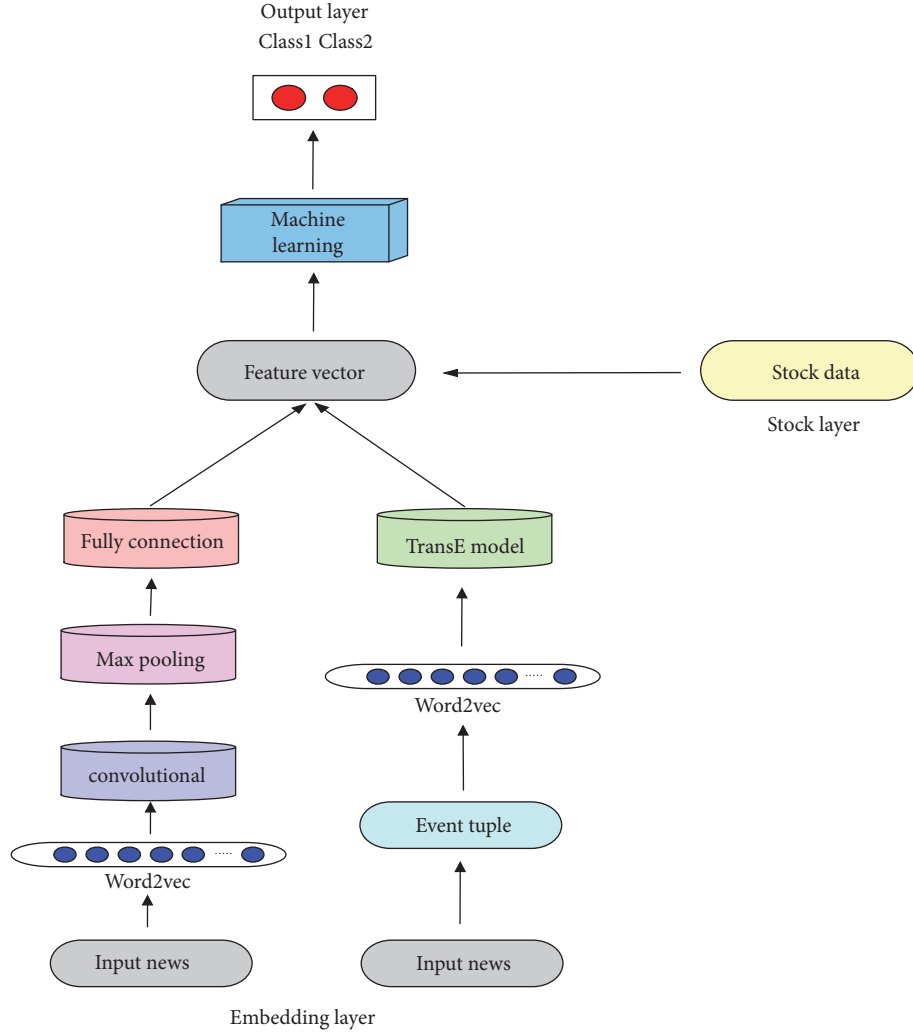 Output layer
Class1 Class2
Machine
learning
Feature vector
Stock data
Stock layer
Fully connection
TransE model
Max pooling
.....
Word2vec
convolutional
Event tuple
.....
Word2vec
Input news
Input news
Embedding layer